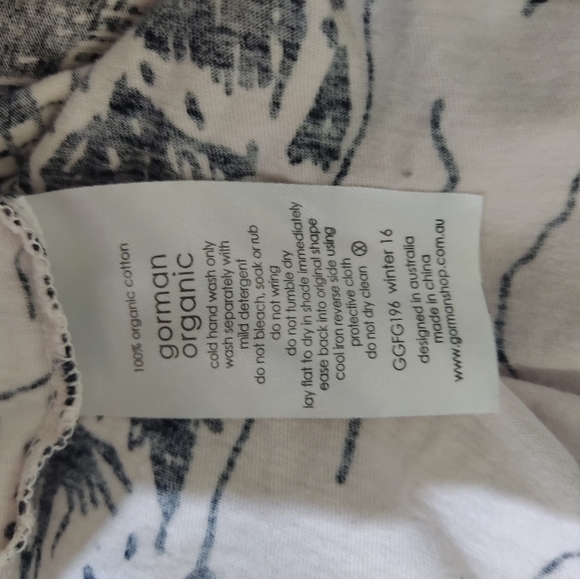 100% organic cotton
gorman
organic
cold hand wash only
wash separately with
mild detergent
do not bleach, soak or rub
do not wring
do not tumble dry
lay flat to dry in shade immediately
ease back into original shape
cool iron reverse side using
protective cloth
do not dry clean
GGFG196 winter 16
designed in australia
made in china
www.gormanshop.com.au